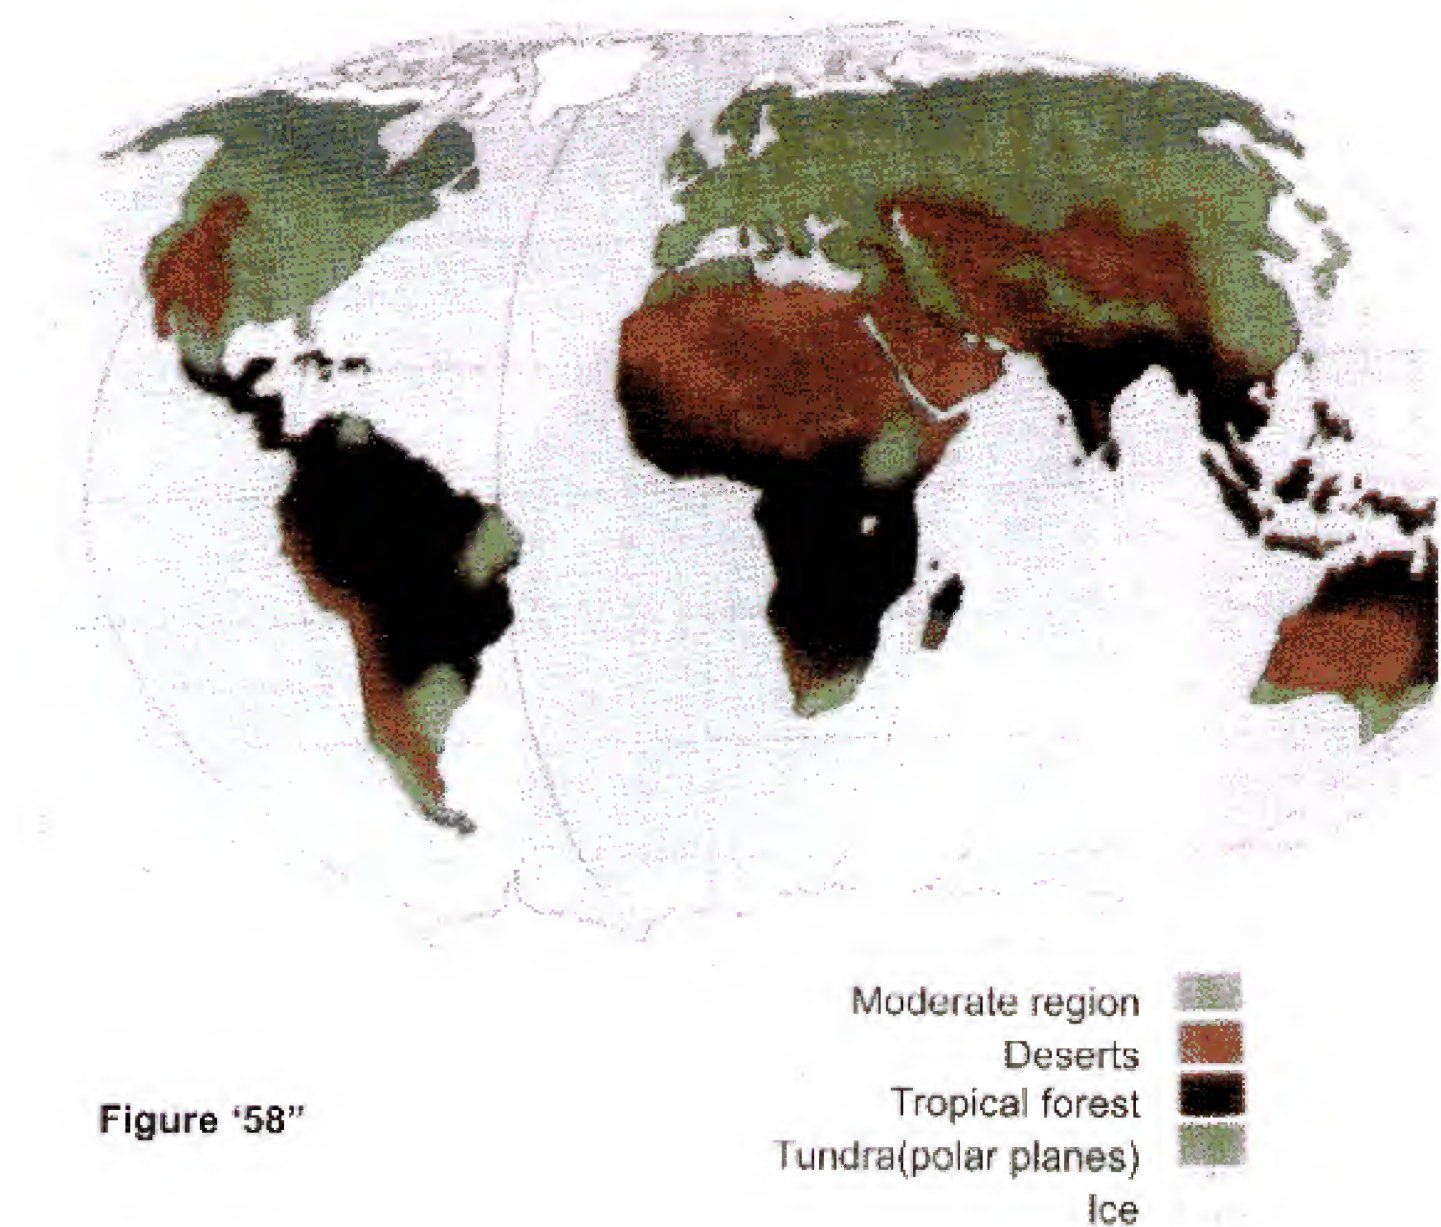 Moderate region
Deserts
Tropical forest
Tundra(polar planes)
Ice
Figure ‘58”